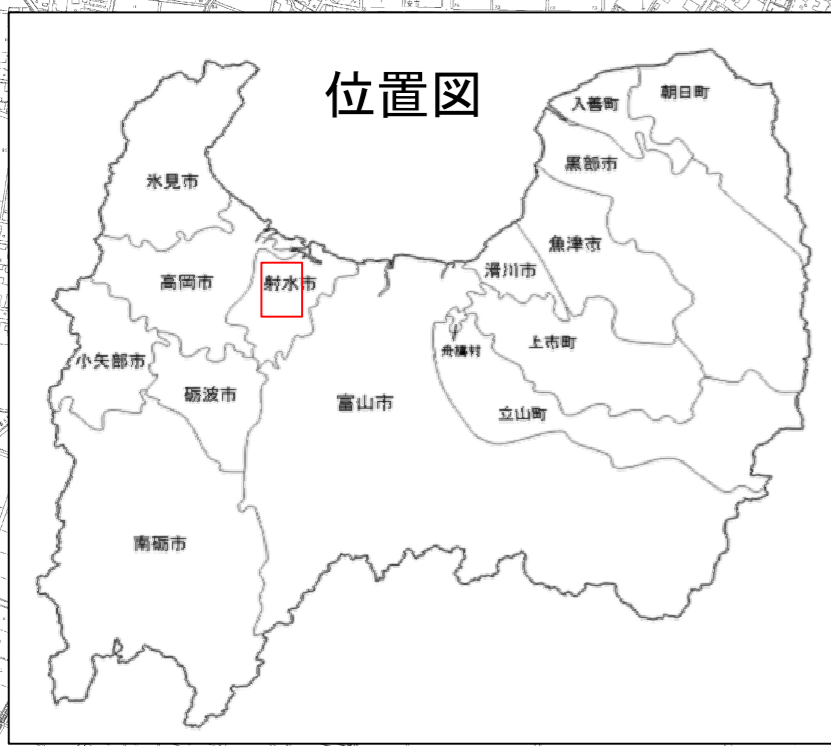 位置図
朝日町
入善町
黒部市
氷見市
魚津市
滑川市
高岡市
射水市
上市町
舟橋村
小矢部市
砺波市
富山市
立山町
南砺市